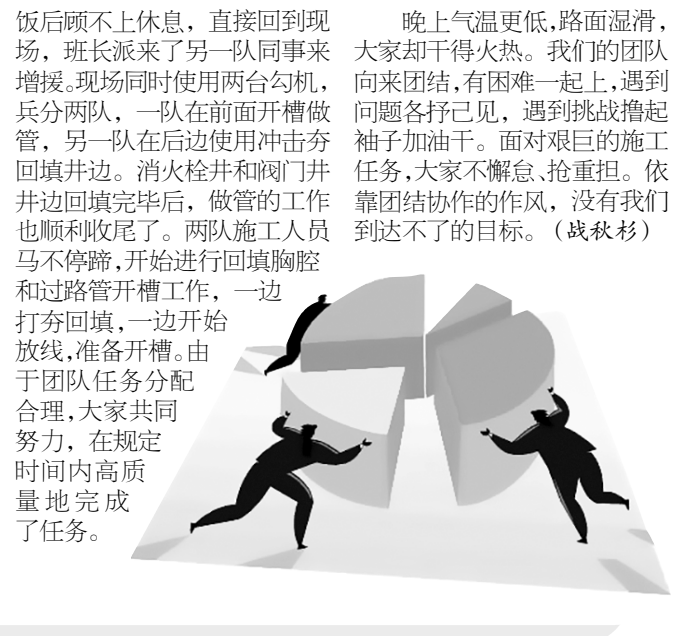 饭后顾不上休息，直接回到现
场，班长派来了另一队同事来
增援。现场同时使用两台勾机，
兵分两队，一队在前面开槽做
管，另一队在后边使用冲击夯
回填井边。消火栓井和阀门井
井边回填完毕后，做管的工作
也顺利收尾了。两队施工人员
马不停蹄，开始进行回填胸腔
和过路管开槽工作，一边
打夯回填，一边开始
放线，准备开槽。由
于团队任务分配
合理，大家共同
努力，在规定
时间内高质
量地完成
了任务。
晚上气温更低，路面湿滑，
大家却干得火热。我们的团队
向来团结，有困难一起上，遇到
问题各抒己见，遇到挑战撸起
袖子加油干。面对艰巨的施工
任务，大家不懈怠、抢重担。依
靠团结协作的作风，没有我们
到达不了的目标。（战秋杉）